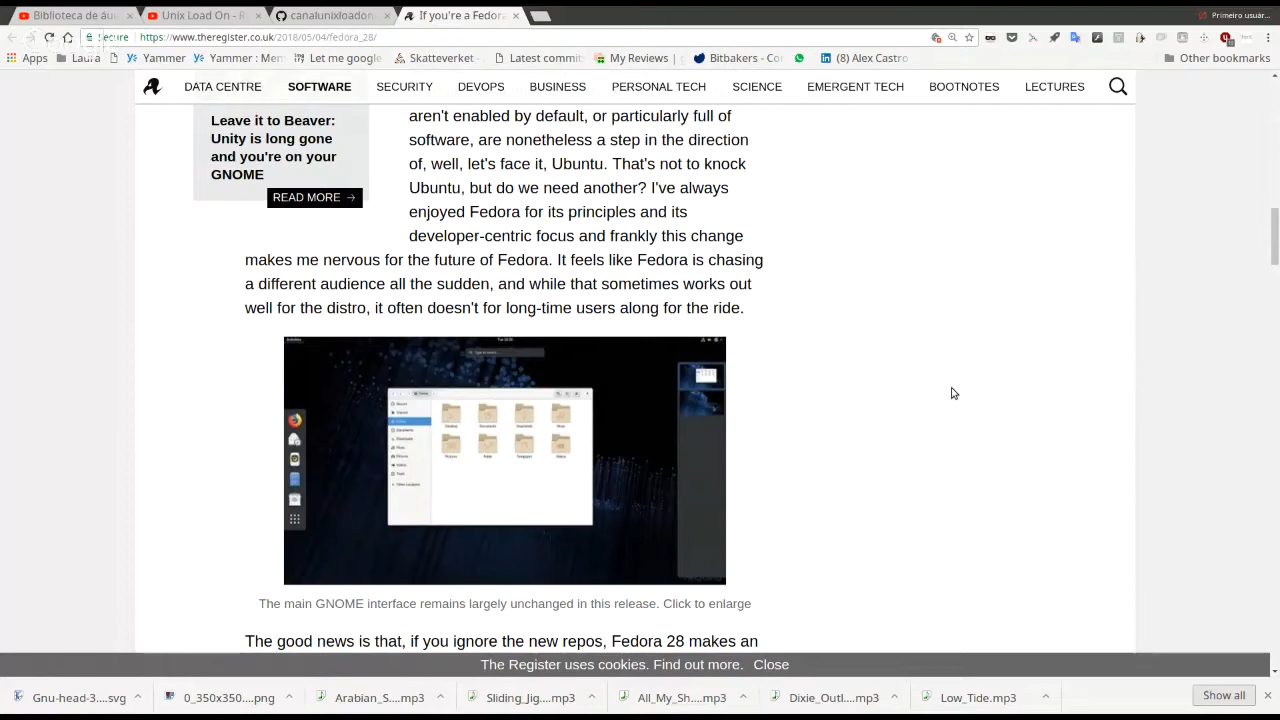 Biblioteca de áu
Unix Load On - R
canalunixloadon
If you're a Fedora
Primeiro usuár...
Secure
https://www.theregister.co.uk/2018/05/04/fedora_28/
Apps
Laura
Yammer
Yammer : Mem
Let me google
Skatteverket -
Latest commit
My Reviews | g
Bitbakers - Co
(8) Alex Castro
Other bookmarks
DATA CENTRE
SOFTWARE
SECURITY
DEVOPS
BUSINESS
PERSONAL TECH
SCIENCE
EMERGENT TECH
BOOTNOTES
LECTURES
Leave it to Beaver:
Unity is long gone
and you're on your
GNOME
READ MORE →
aren't enabled by default, or particularly full of
software, are nonetheless a step in the direction
of, well, let's face it, Ubuntu. That's not to knock
Ubuntu, but do we need another? I've always
enjoyed Fedora for its principles and its
developer-centric focus and frankly this change
makes me nervous for the future of Fedora. It feels like Fedora is chasing
a different audience all the sudden, and while that sometimes works out
well for the distro, it often doesn't for long-time users along for the ride.
The main GNOME interface remains largely unchanged in this release. Click to enlarge
The good news is that, if you ignore the new repos, Fedora 28 makes an
The Register uses cookies. Find out more. Close
Gnu-head-3....svg
0_350x350....png
Arabian_S....mp3
Sliding_Jig....mp3
All_My_Sh....mp3
Dixie_Outl....mp3
Low_Tide.mp3
Show all